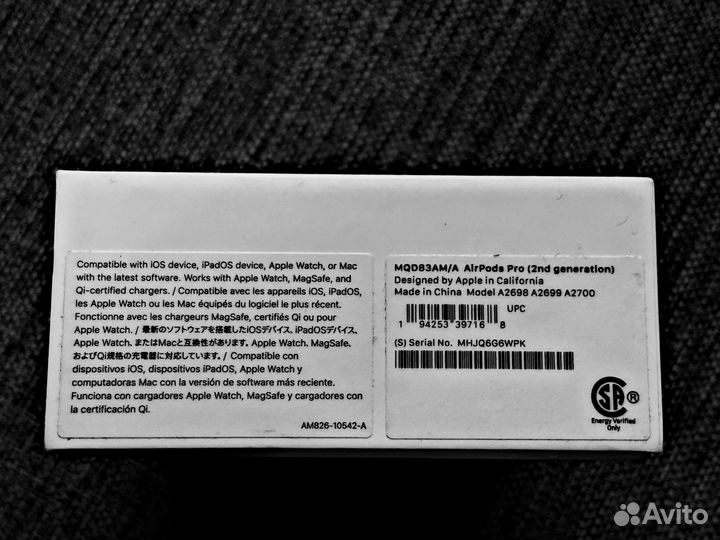 Compatible with iOS device, iPadOS device, Apple Watch, or Mac
with the latest software. Works with Apple Watch, MagSafe, and
Qi-certified chargers. / Compatible avec les appareils iOS, iPadOS,
les Apple Watch ou les Mac équipés du logiciel le plus récent.
Fonctionne avec les chargeurs MagSafe, certifiés Qi ou pour
Apple Watch. / 最新のソフトウェアを搭載したiOSデバイス、iPadOSデバイス、
Apple Watch、またはMacと互換性があります。Apple Watch、MagSafe、
およびQi規格の充電器に対応しています。/ Compatible con
dispositivos iOS, dispositivos iPadOS, Apple Watch y
computadoras Mac con la versión de software más reciente.
Funciona con cargadores Apple Watch, MagSafe y cargadores con
la certificación Qi.
AM826-10542-A
MQD83AM/A AirPods Pro (2nd generation)
Designed by Apple in California
Made in China Model A2698 A2699 A2700
UPC
1 94253 39716 8
(S) Serial No. MHJQ6G6WPK
SA ®
Energy Verified
Only
Avito